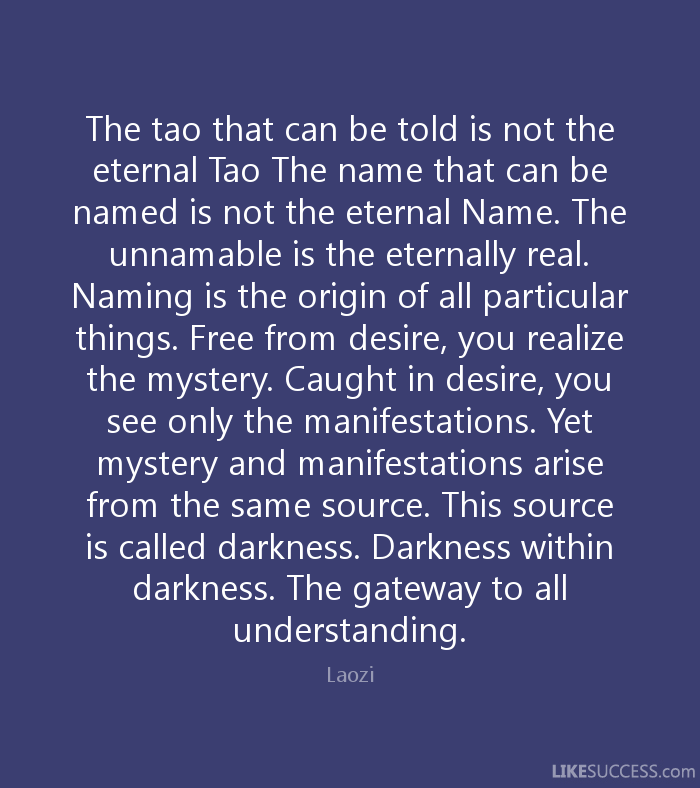 The tao that can be told is not the
eternal Tao The name that can be
named is not the eternal Name. The
unnamable is the eternally real.
Naming is the origin of all particular
things. Free from desire, you realize
the mystery. Caught in desire, you
see only the manifestations. Yet
mystery and manifestations arise
from the same source. This source
is called darkness. Darkness within
darkness. The gateway to all
understanding.
Laozi
LIKESUCCESS.com